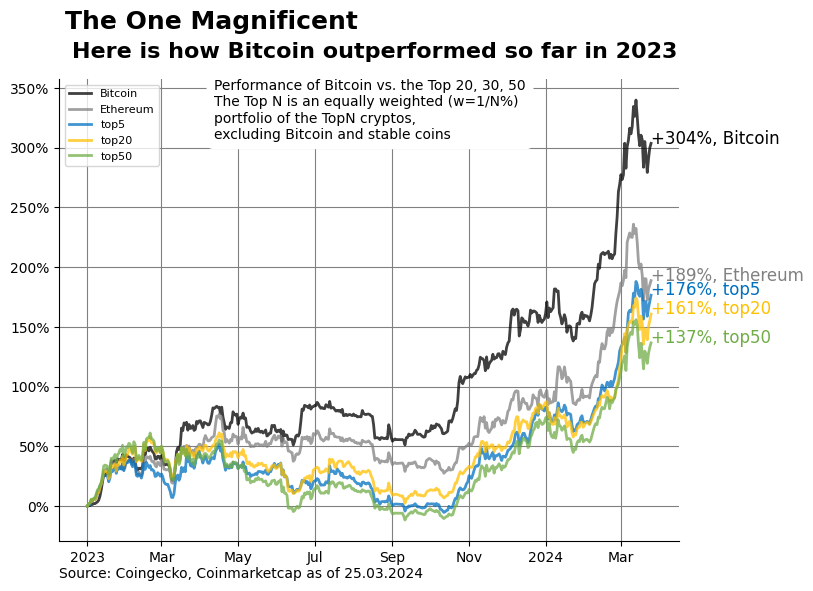 The One Magnificent
Here is how Bitcoin outperformed so far in 2023
350%
300%
250%
200%
150%
100%
50%
0%
Bitcoin
Ethereum
top5
top20
top50
Performance of Bitcoin vs. the Top 20, 30, 50
The Top N is an equally weighted (w=1/N%)
portfolio of the TopN cryptos,
excluding Bitcoin and stable coins
+304%, Bitcoin
+189%, Ethereum
+176%, top5
+161%, top20
+137%, top50
2023 Mar May Jul Sep Nov 2024 Mar
Source: Coingecko, Coinmarketcap as of 25.03.2024